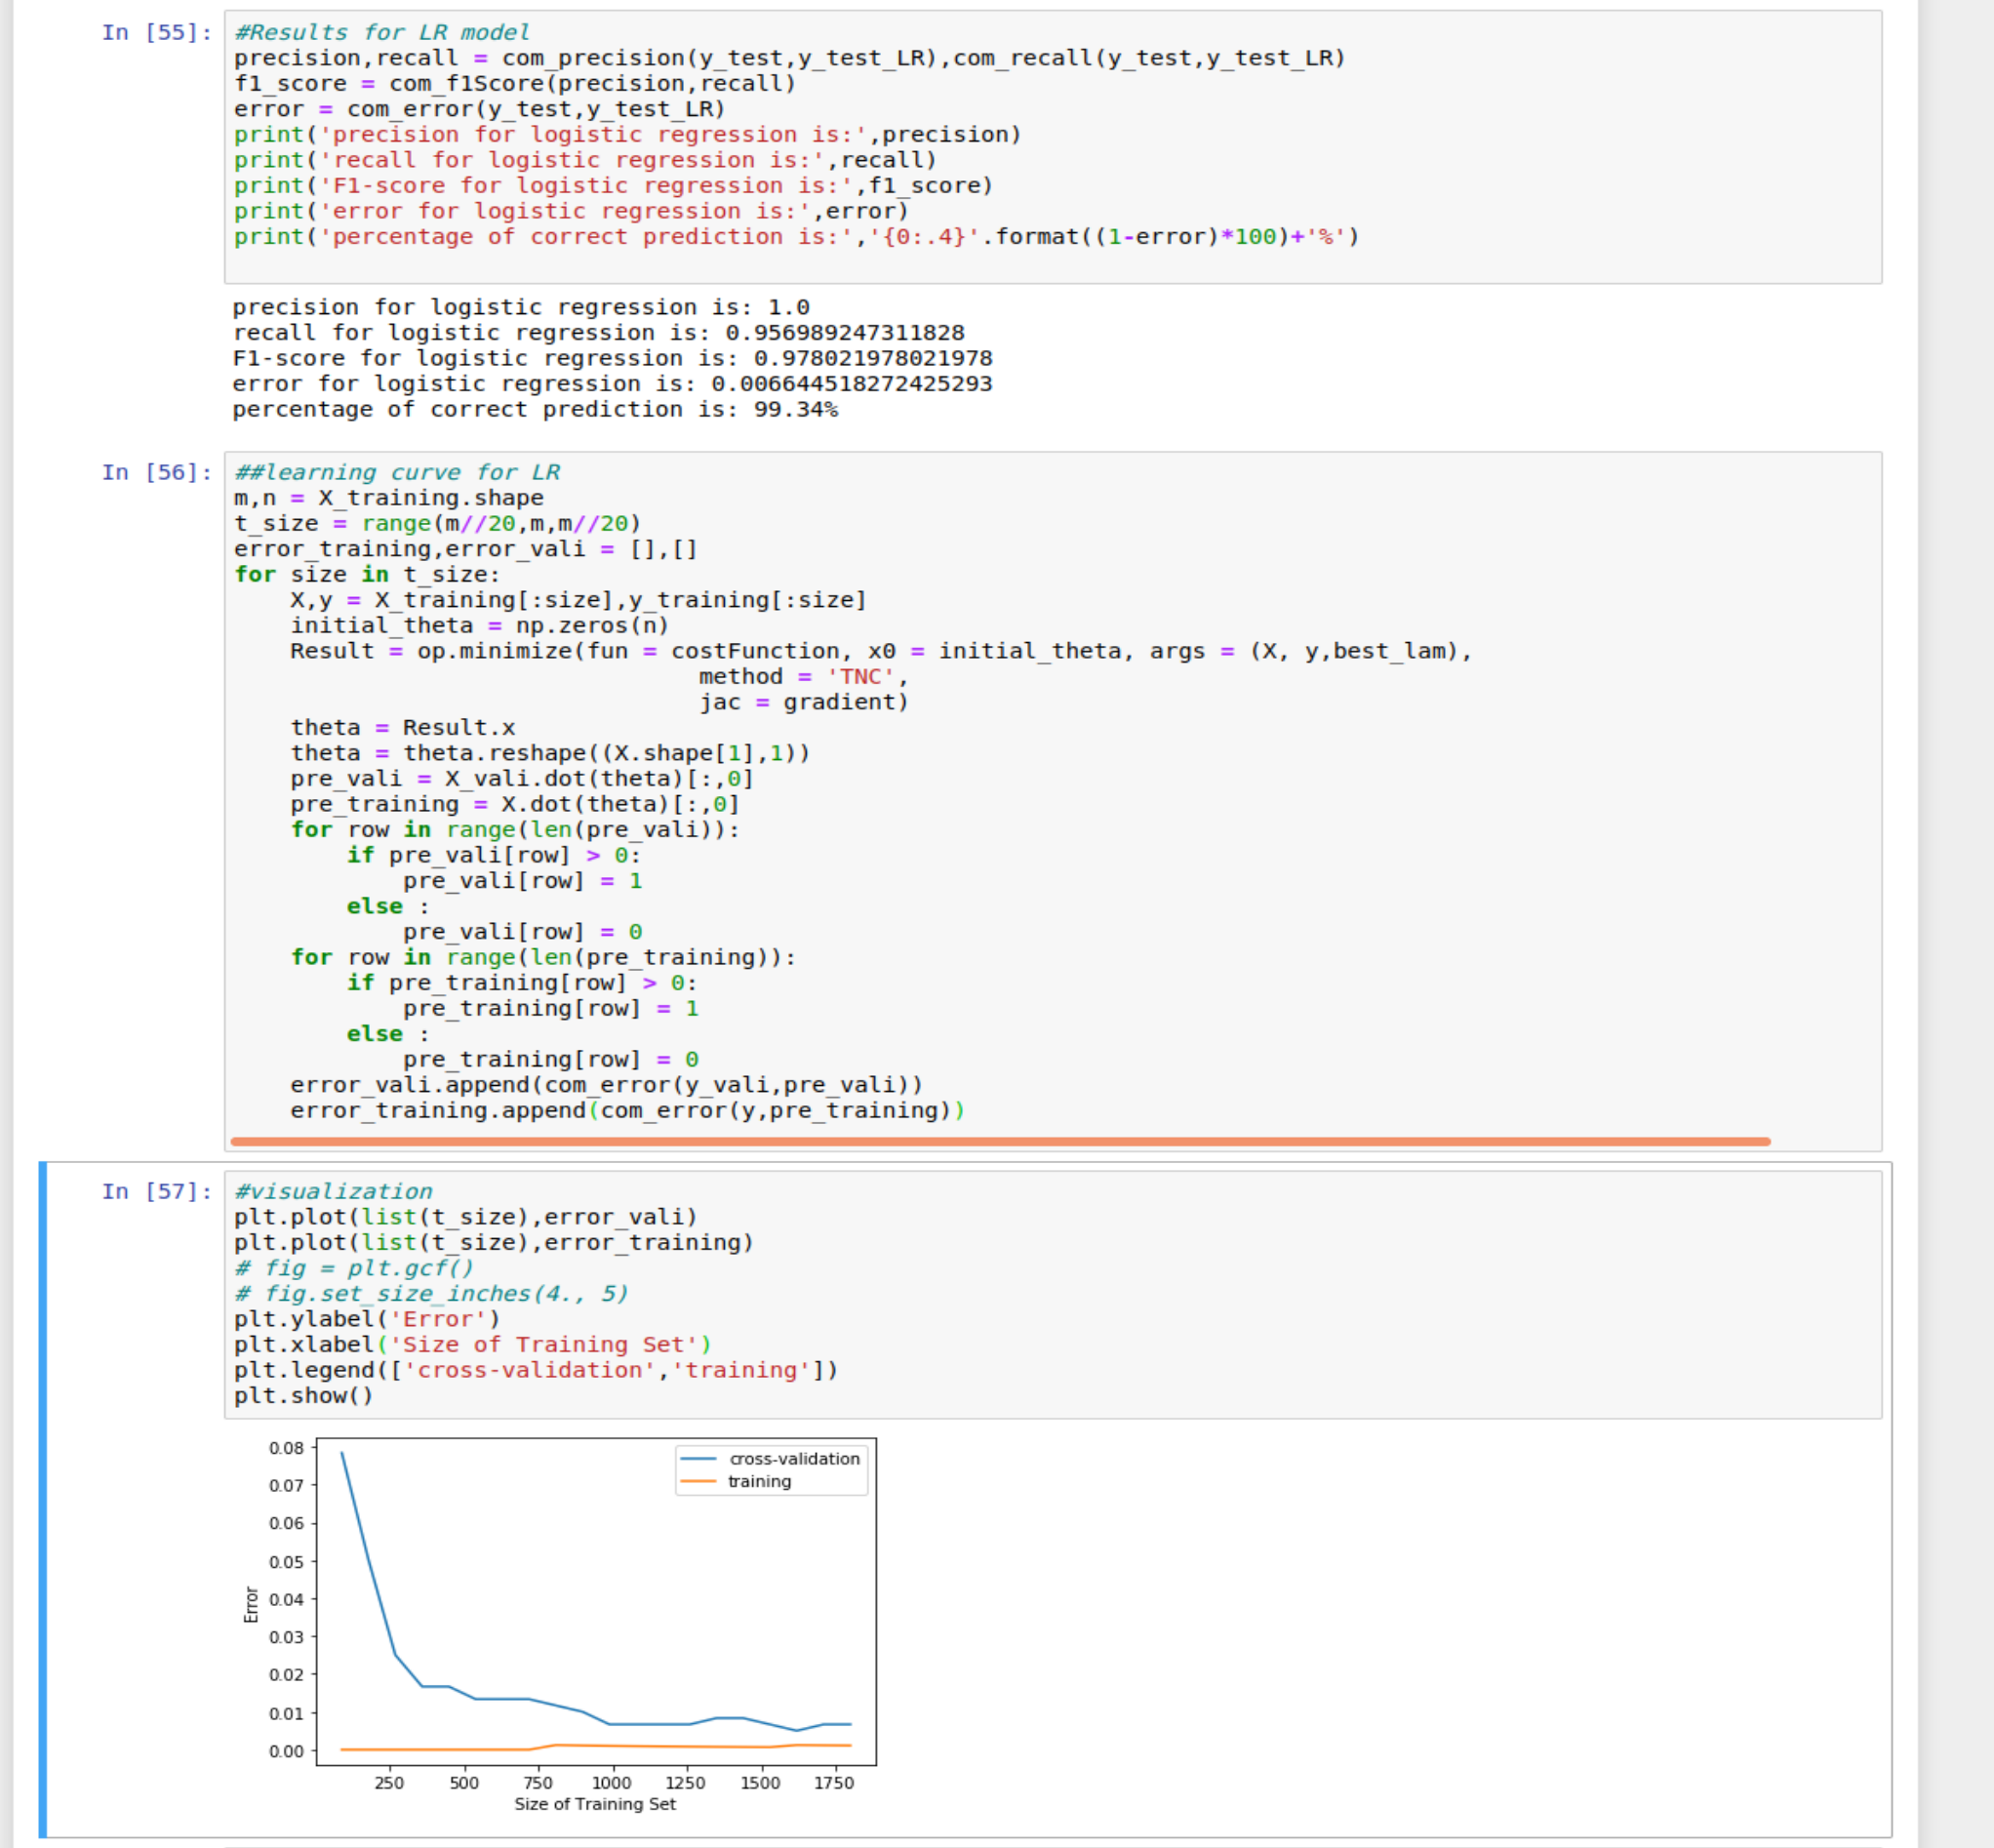 In [55]:
#Results for LR model
precision,recall = com_precision(y_test,y_test_LR),com_recall(y_test,y_test_LR)
f1_score = com_f1Score(precision,recall)
error = com_error(y_test,y_test_LR)
print('precision for logistic regression is:',precision)
print('recall for logistic regression is:',recall)
print('F1-score for logistic regression is:',f1_score)
print('error for logistic regression is:',error)
print('percentage of correct prediction is:','{0:.4}'.format((1-error)*100)+'%')
precision for logistic regression is: 1.0
recall for logistic regression is: 0.956989247311828
F1-score for logistic regression is: 0.978021978021978
error for logistic regression is: 0.006644518272425293
percentage of correct prediction is: 99.34%
In [56]:
##learning curve for LR
m,n = X_training.shape
t_size = range(m//20,m,m//20)
error_training,error_vali = [],[]
for size in t_size:
    X,y = X_training[:size],y_training[:size]
    initial_theta = np.zeros(n)
    Result = op.minimize(fun = costFunction, x0 = initial_theta, args = (X, y,best_lam),
                                 method = 'TNC',
                                 jac = gradient)
    theta = Result.x
    theta = theta.reshape((X.shape[1],1))
    pre_vali = X_vali.dot(theta)[:,0]
    pre_training = X.dot(theta)[:,0]
    for row in range(len(pre_vali)):
        if pre_vali[row] > 0:
            pre_vali[row] = 1
        else :
            pre_vali[row] = 0
    for row in range(len(pre_training)):
        if pre_training[row] > 0:
            pre_training[row] = 1
        else :
            pre_training[row] = 0
    error_vali.append(com_error(y_vali,pre_vali))
    error_training.append(com_error(y,pre_training))
In [57]:
#visualization
plt.plot(list(t_size),error_vali)
plt.plot(list(t_size),error_training)
# fig = plt.gcf()
# fig.set_size_inches(4., 5)
plt.ylabel('Error')
plt.xlabel('Size of Training Set')
plt.legend(['cross-validation','training'])
plt.show()
cross-validation
training
0.08
0.07
0.06
0.05
0.04
0.03
0.02
0.01
0.00
Error
250 500 750 1000 1250 1500 1750
Size of Training Set